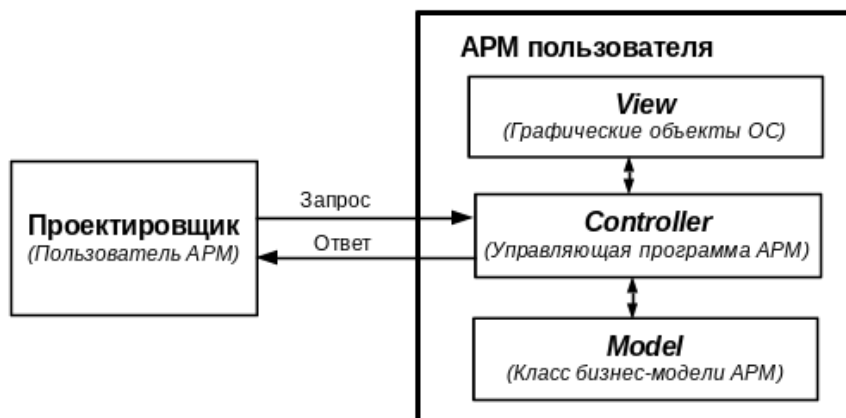 АРМ пользователя
View
(Графические объекты ОС)
Проектировщик
(Пользователь АРМ)
Запрос
Ответ
Controller
(Управляющая программа АРМ)
Model
(Класс бизнес-модели АРМ)